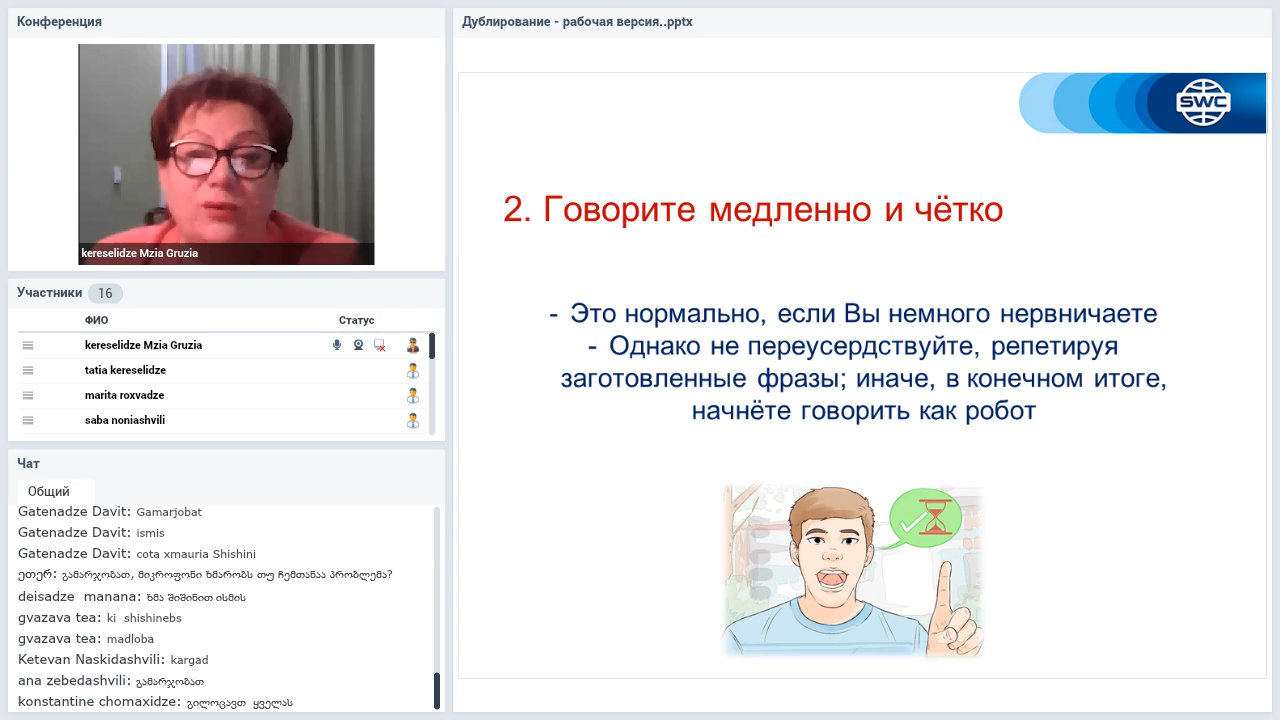 Конференция
kereselidze Mzia Gruzia
Участники 16
ФИО Статус
kereselidze Mzia Gruzia
tatia kereselidze
marita roxvadze
saba noniashvili
Чат
Общий
Gatenadze Davit: Gamarjobat
Gatenadze Davit: ismis
Gatenadze Davit: cota xmauria Shishini
ეთერ: გამარჯობათ, მიკროფონი ხმარობს თუ ჩემთანაა პრობლემა?
deisadze manana: ხმა შიშინით ისმის
gvazava tea: ki shishinebs
gvazava tea: madloba
Ketevan Naskidashvili: kargad
ana zebedashvili: გამარჯობათ
konstantine chomaxidze: გილოცავთ ყველას
Дублирование - рабочая версия..pptx
SWC
2. Говорите медленно и чётко
- Это нормально, если Вы немного нервничаете
- Однако не переусердствуйте, репетируя
заготовленные фразы; иначе, в конечном итоге,
начнёте говорить как робот